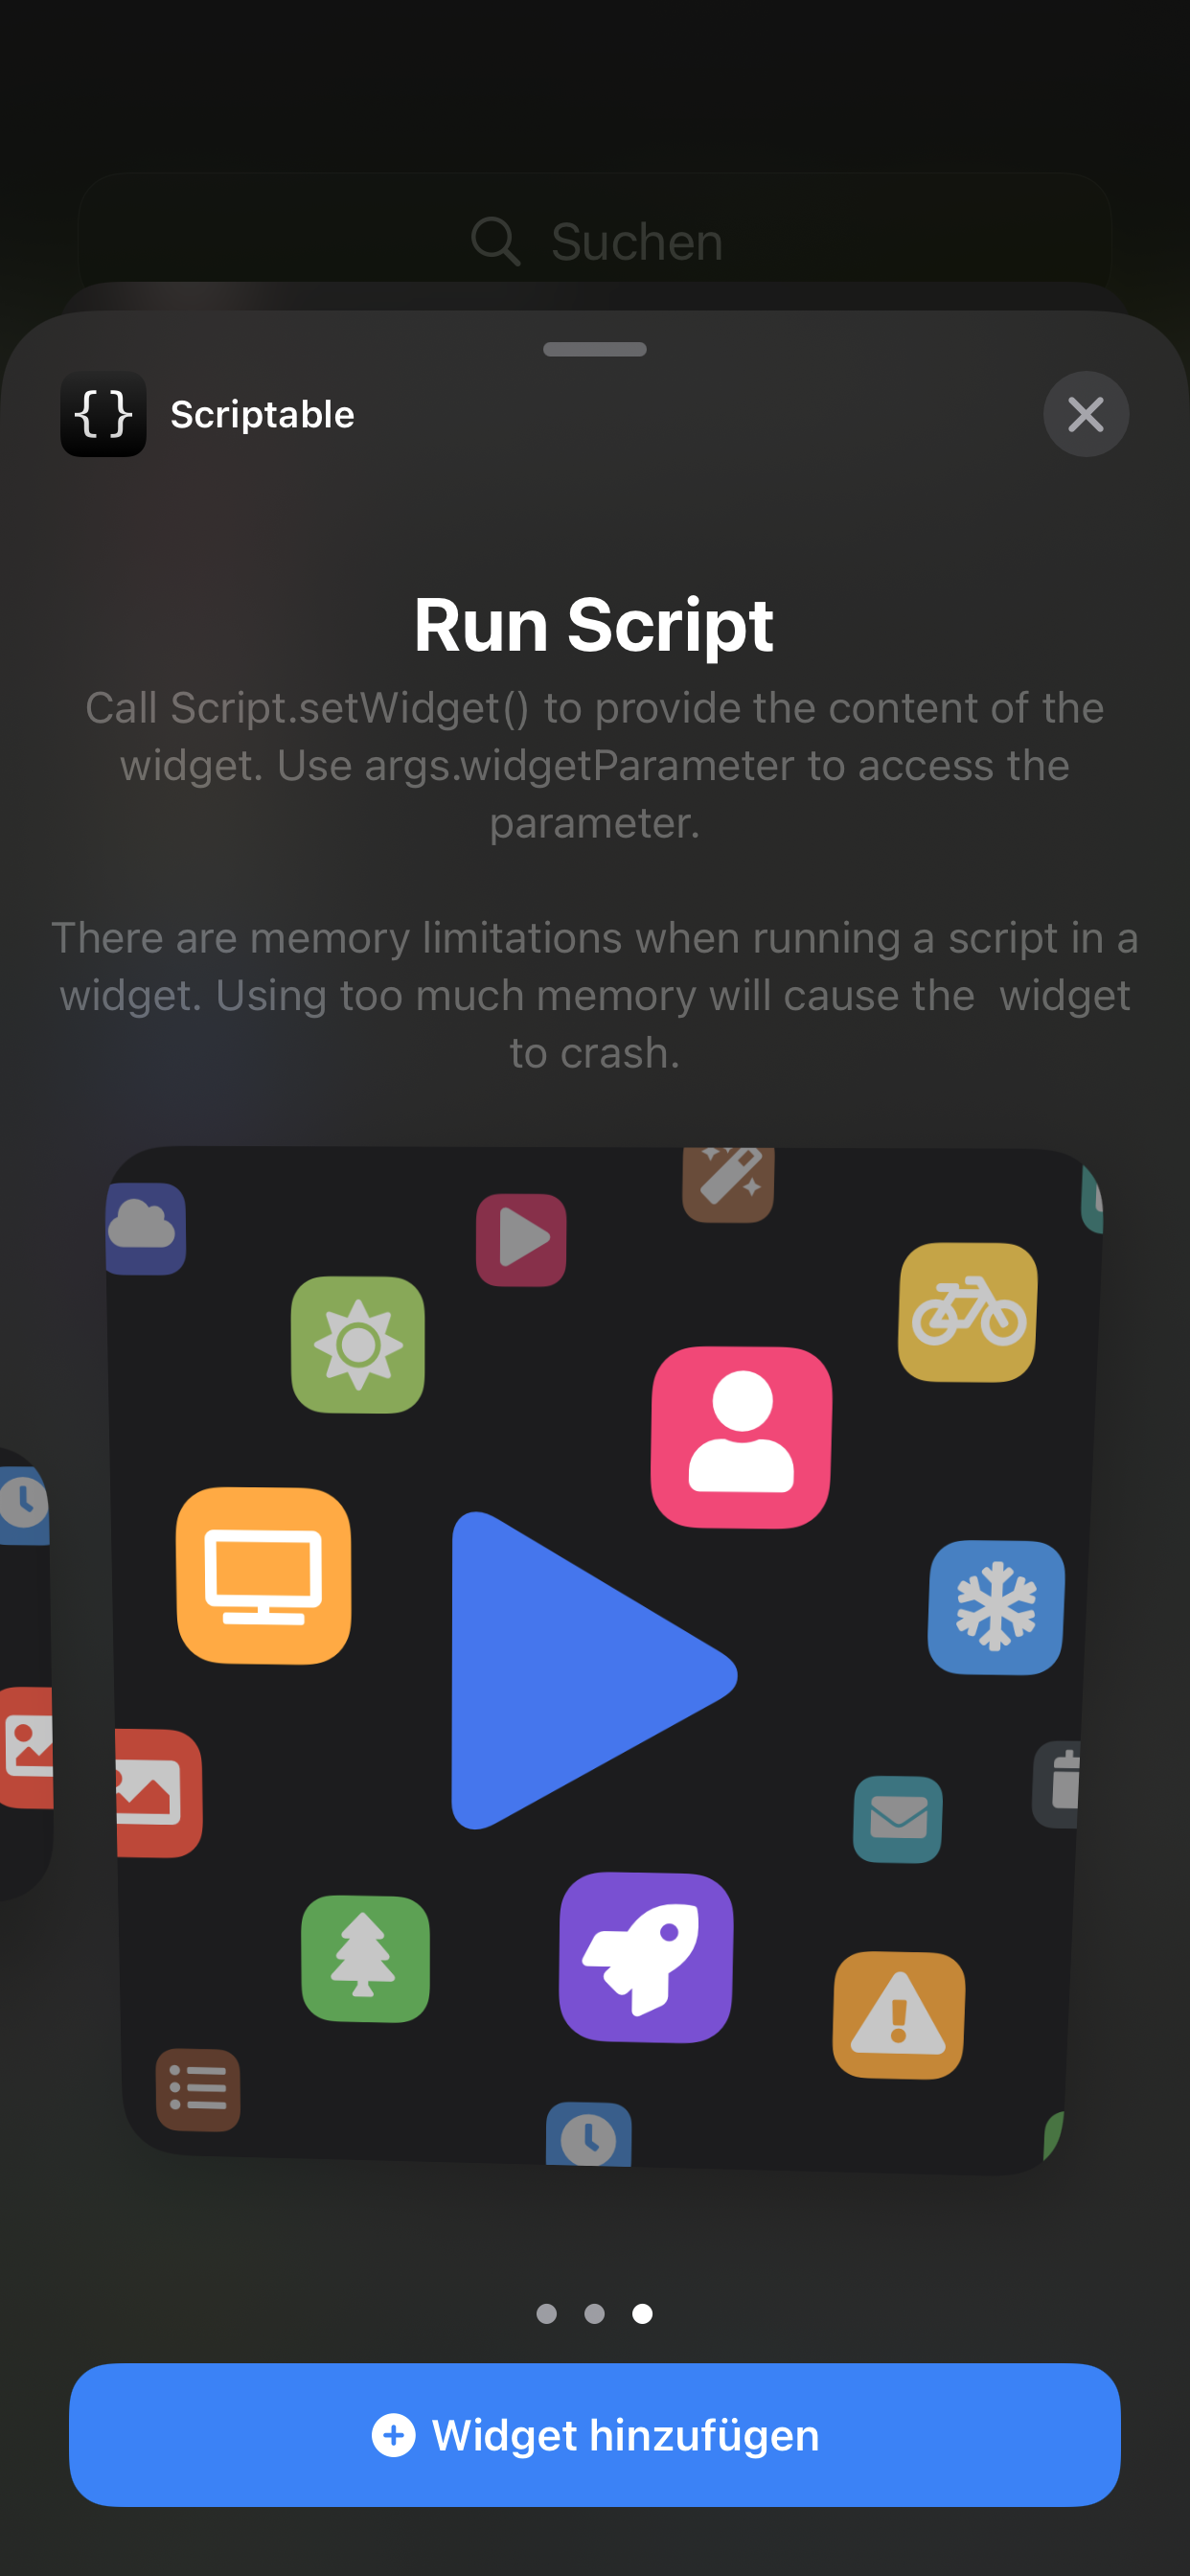 Suchen
{} Scriptable
Run Script
Call Script.setWidget() to provide the content of the
widget. Use args.widgetParameter to access the
parameter.
There are memory limitations when running a script in a
widget. Using too much memory will cause the  widget
to crash.
Widget hinzufügen